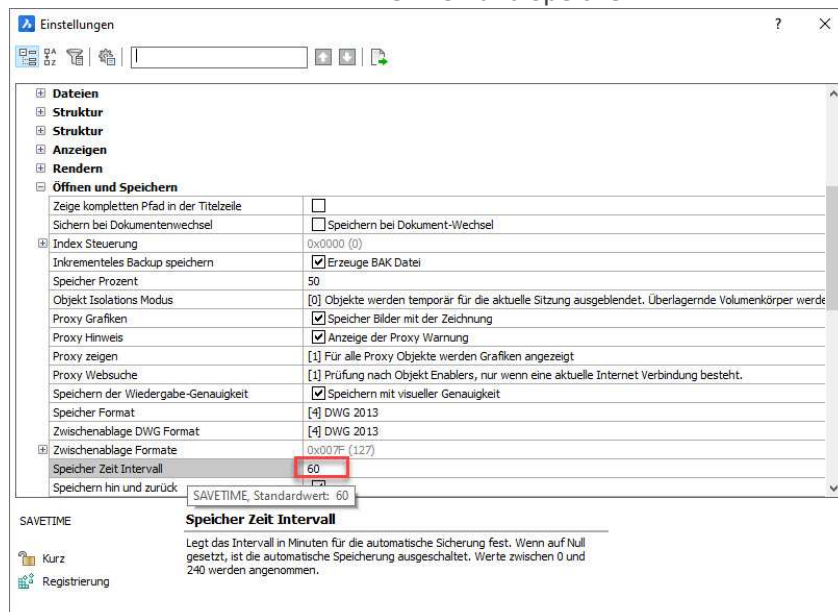 Einstellungen
Dateien
Struktur
Struktur
Anzeigen
Rendern
Öffnen und Speichern
Zeige kompletten Pfad in der Titelzeile
Sichern bei Dokumentenwechsel Speichern bei Dokument-Wechsel
Index Steuerung 0x0000 (0)
Inkrementeles Backup speichern Erzeuge BAK Datei
Speicher Prozent 50
Objekt Isolations Modus [0] Objekte werden temporär für die aktuelle Sitzung ausgeblendet. Überlagernde Volumenkörper werde
Proxy Grafiken Speicher Bilder mit der Zeichnung
Proxy Hinweis Anzeige der Proxy Warnung
Proxy zeigen [1] Für alle Proxy Objekte werden Grafiken angezeigt
Proxy Websuche [1] Prüfung nach Objekt Enablers, nur wenn eine aktuelle Internet Verbindung besteht.
Speichern der Wiedergabe-Genauigkeit Speichern mit visueller Genauigkeit
Speicher Format [4] DWG 2013
Zwischenablage DWG Format [4] DWG 2013
Zwischenablage Formate 0x007F (127)
Speicher Zeit Intervall 60
Speichern hin und zurück
SAVETIME, Standardwert: 60
SAVETIME Speicher Zeit Intervall
Legt das Intervall in Minuten für die automatische Sicherung fest. Wenn auf Null
gesetzt, ist die automatische Speicherung ausgeschaltet. Werte zwischen 0 und
240 werden angenommen.
Kurz
Registrierung